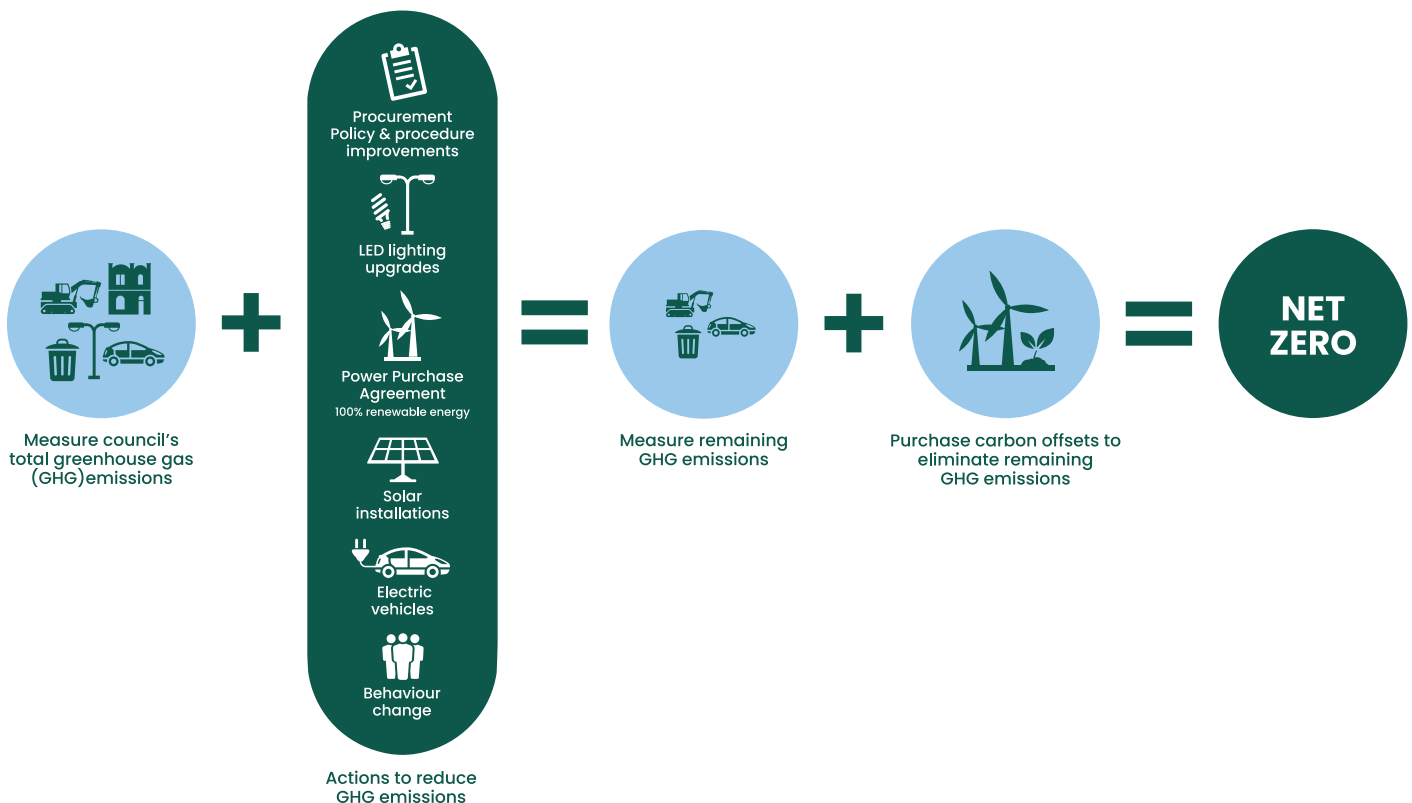 Measure council's
total greenhouse gas
(GHG)emissions
Procurement
Policy & procedure
improvements
LED lighting
upgrades
Power Purchase
Agreement
100% renewable energy
Solar
installations
Electric
vehicles
Behaviour
change
Actions to reduce
GHG emissions
Measure remaining
GHG emissions
Purchase carbon offsets to
eliminate remaining
GHG emissions
NET
ZERO